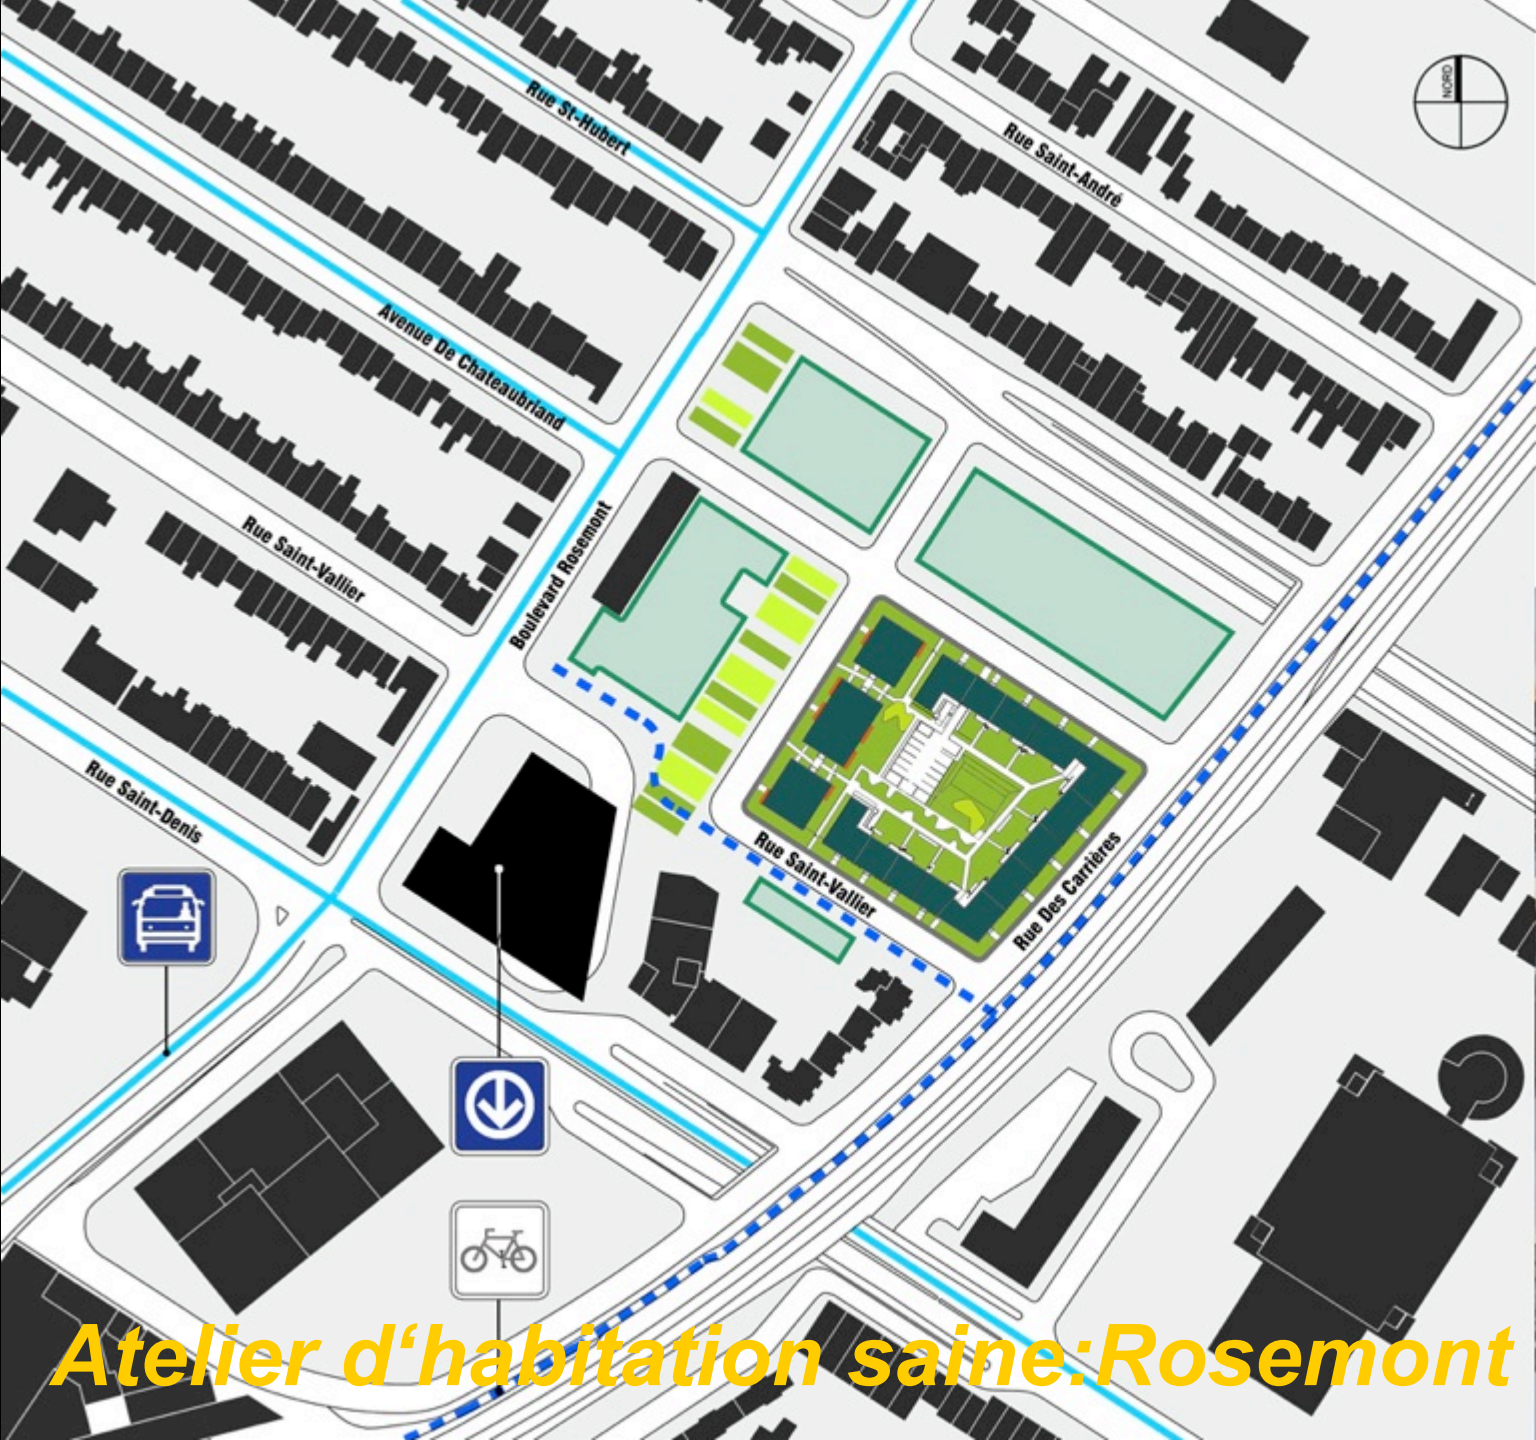 NORD
Rue St-Hubert
Rue Saint-André
Avenue De Chateaubriand
Rue Saint-Vallier
Boulevard Rosemont
Rue Saint-Denis
Rue Saint-Vallier
Rue Des Carrières
Atelier d‘habitation saine:Rosemont